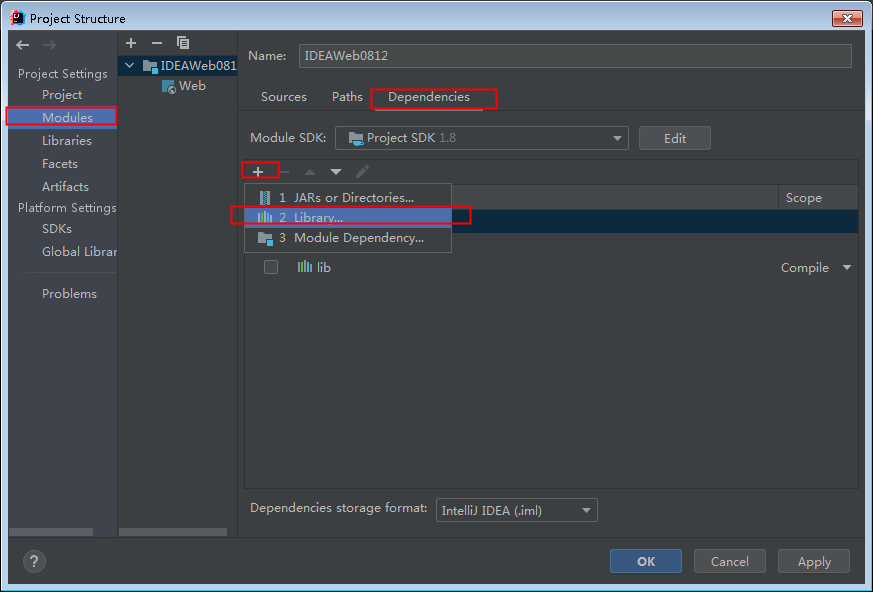 Project Structure
Project Settings
Project
Modules
Libraries
Facets
Artifacts
Platform Settings
SDKs
Global Librar
Problems
IDEAWeb081
Web
Name: IDEAWeb0812
Sources Paths Dependencies
Module SDK: Project SDK 1.8 Edit
1 JARs or Directories...
2 Library...
3 Module Dependency...
Scope
lib Compile
Dependencies storage format: IntelliJ IDEA (.iml)
? OK Cancel Apply